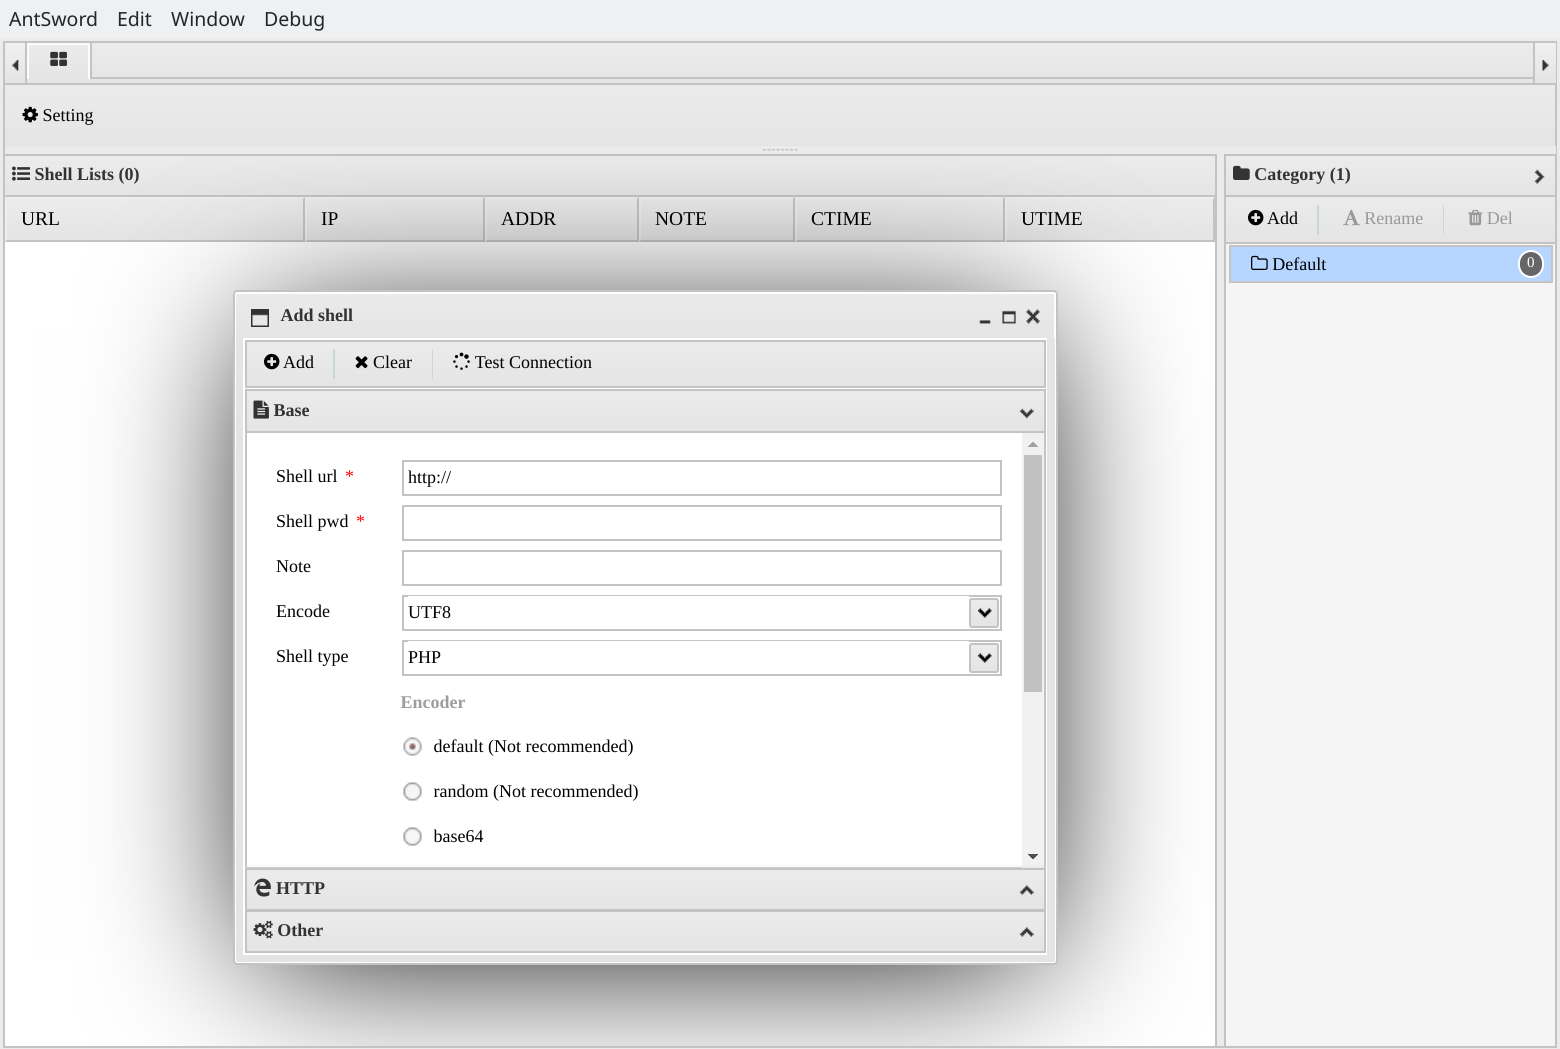 AntSword Edit Window Debug
Setting
Shell Lists (0)
URL IP ADDR NOTE CTIME UTIME
Category (1)
Add Rename Del
Default 0
Add shell
Add Clear Test Connection
Base
Shell url * http://
Shell pwd *
Note
Encode UTF8
Shell type PHP
Encoder
default (Not recommended)
random (Not recommended)
base64
HTTP
Other